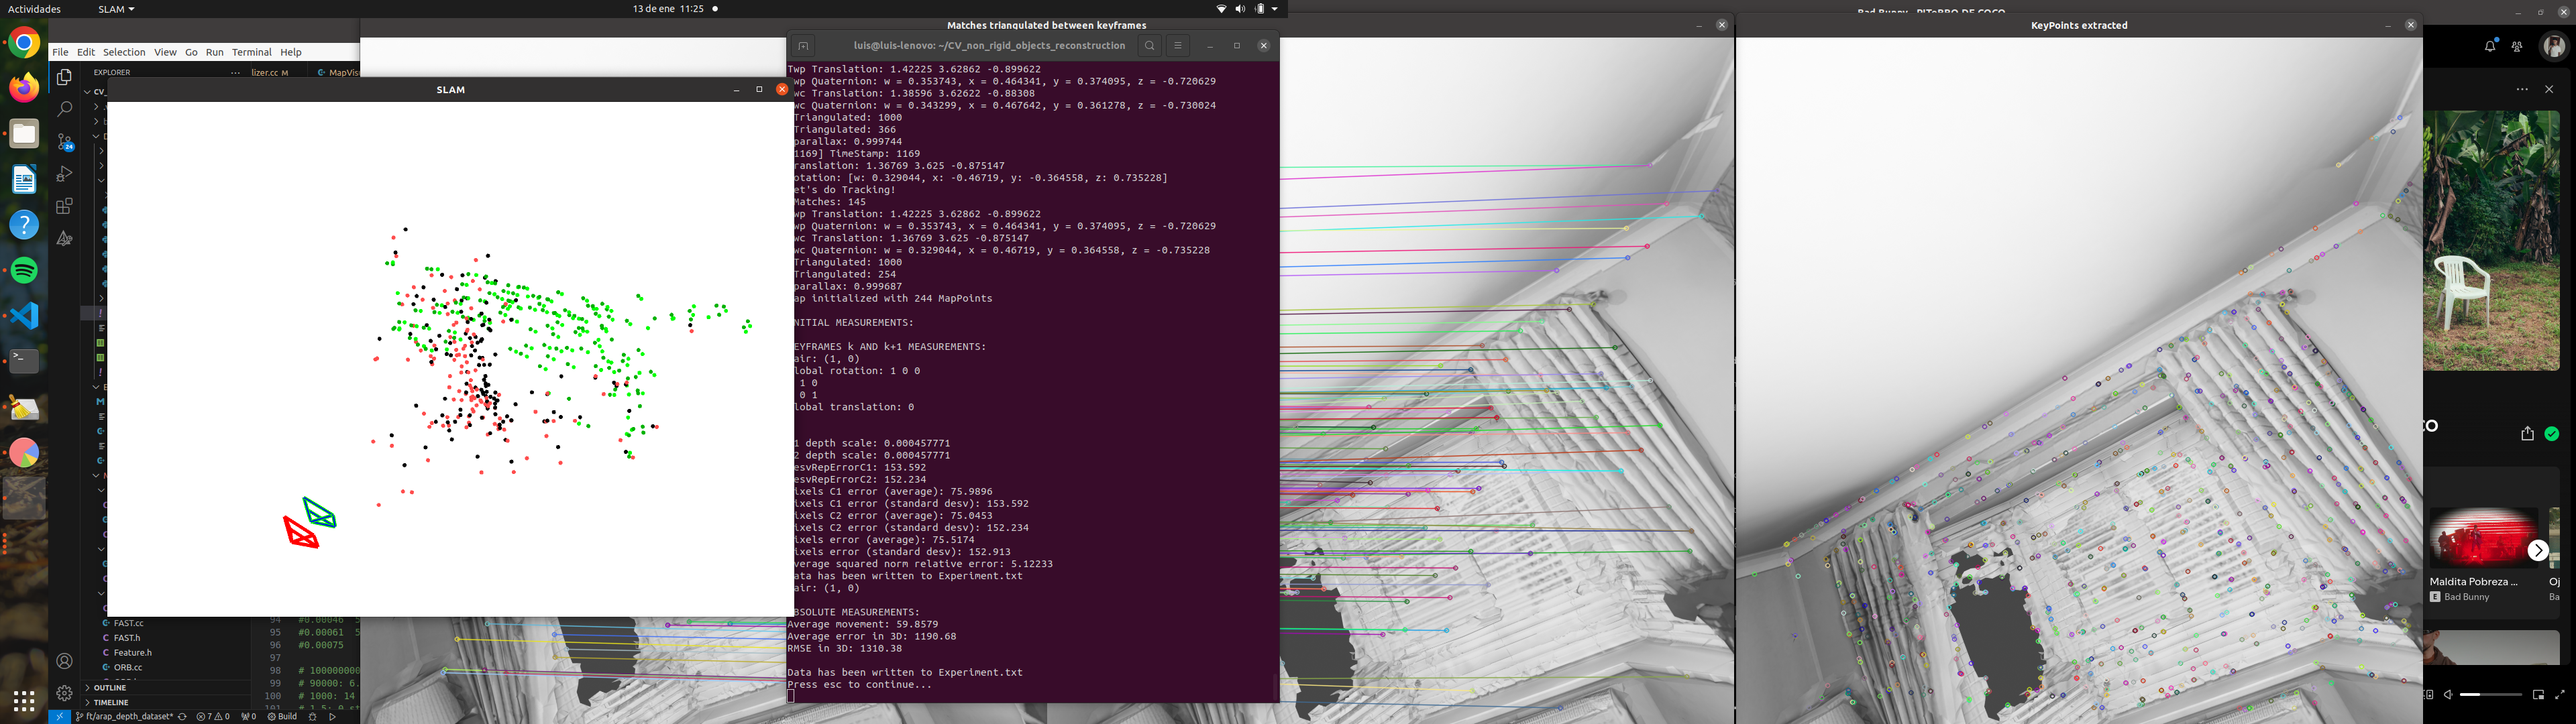 Actividades
SLAM
13 de ene 11:25
Matches triangulated between keyframes
KeyPoints extracted
File Edit Selection View Go Run Terminal Help
luis@luis-lenovo: ~/CV_non_rigid_objects_reconstruction
EXPLORER
lizer.cc M
MapVisu
CV_
24
SLAM
Twp Translation: 1.42225 3.62862 -0.899622
wp Quaternion: w = 0.353743, x = 0.464341, y = 0.374095, z = -0.720629
wc Translation: 1.38596 3.62622 -0.88308
wc Quaternion: w = 0.343299, x = 0.467642, y = 0.361278, z = -0.730024
Triangulated: 1000
Triangulated: 366
parallax: 0.999744
1169] TimeStamp: 1169
ranslation: 1.36769 3.625 -0.875147
otation: [w: 0.329044, x: -0.46719, y: -0.364558, z: 0.735228]
et's do Tracking!
Matches: 145
wp Translation: 1.42225 3.62862 -0.899622
wp Quaternion: w = 0.353743, x = 0.464341, y = 0.374095, z = -0.720629
wc Translation: 1.36769 3.625 -0.875147
wc Quaternion: w = 0.329044, x = 0.46719, y = 0.364558, z = -0.735228
Triangulated: 1000
Triangulated: 254
parallax: 0.999687
ap initialized with 244 MapPoints
NITIAL MEASUREMENTS:
EYFRAMES k AND k+1 MEASUREMENTS:
air: (1, 0)
lobal rotation: 1 0 0
1 0
0 1
lobal translation: 0
1 depth scale: 0.000457771
2 depth scale: 0.000457771
esvRepErrorC1: 153.592
esvRepErrorC2: 152.234
ixels C1 error (average): 75.9896
ixels C1 error (standard desv): 153.592
ixels C2 error (average): 75.0453
ixels C2 error (standard desv): 152.234
ixels error (average): 75.5174
ixels error (standard desv): 152.913
verage squared norm relative error: 5.12233
ata has been written to Experiment.txt
air: (1, 0)
BSOLUTE MEASUREMENTS:
Average movement: 59.8579
Average error in 3D: 1190.68
RMSE in 3D: 1310.38
Data has been written to Experiment.txt
Press esc to continue...
FAST.cc
FAST.h
Feature.h
ORB.cc
OUTLINE
TIMELINE
94 #0.00046 5
95 #0.00061 5
96 #0.00075
97
98 # 100000000
99 # 90000: 6.
100 # 1000: 14
ft/arap_depth_dataset* 7 0 0 Build
CO
Maldita Pobreza ...
E Bad Bunny
Oj
Ba